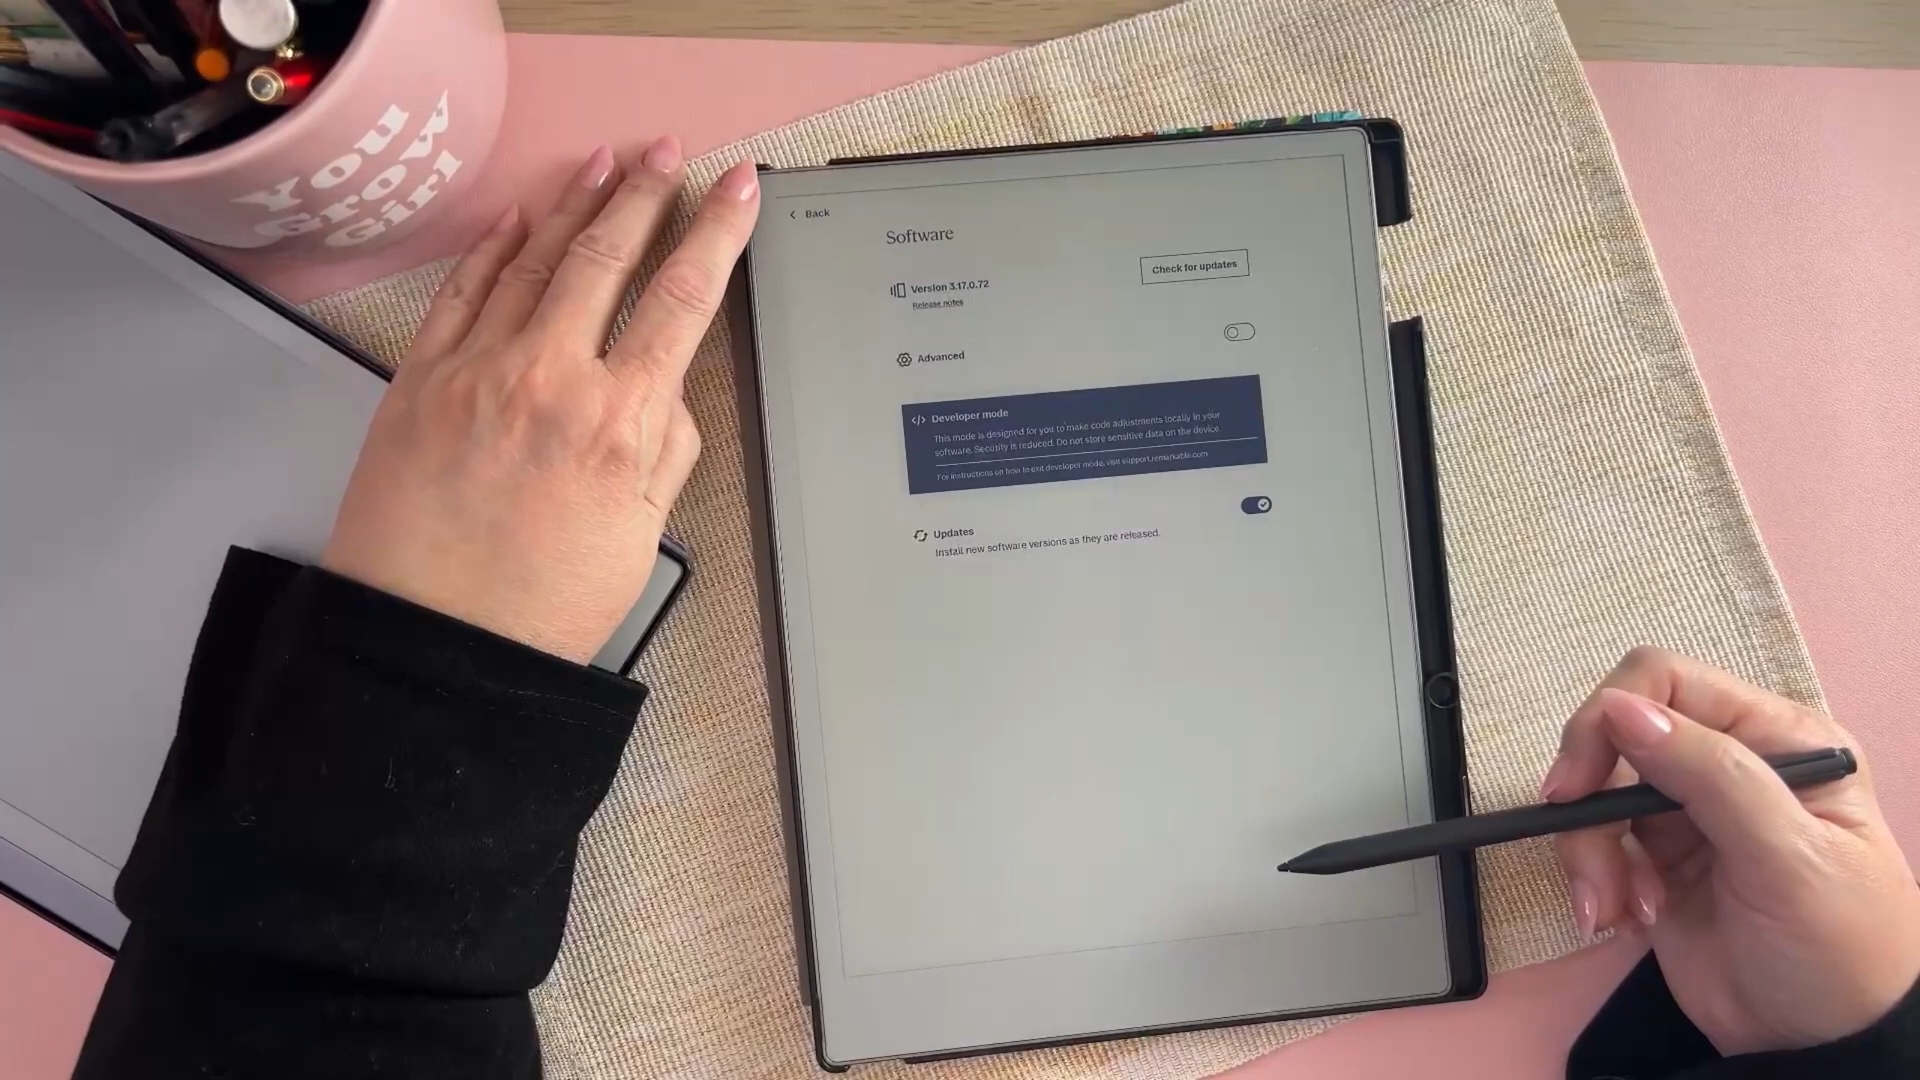 You
Grow
Girl
Back
Software
Version 3.17.0.72
Release notes
Check for updates
Advanced
Developer mode
This mode is designed for you to make code adjustments locally in your
software. Security is reduced. Do not store sensitive data on the device.
For instructions on how to exit developer mode, visit support.remarkable.com
Updates
Install new software versions as they are released.